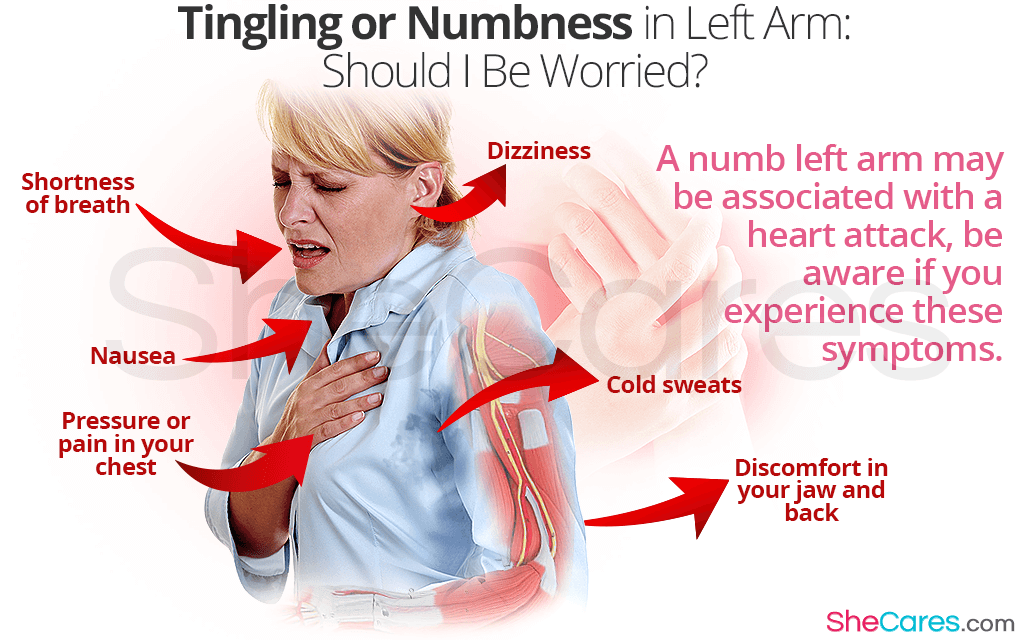 Tingling or Numbness in Left Arm:
Should I Be Worried?
Dizziness
Shortness
of breath
A numb left arm may
be associated with a
heart attack, be
aware if you
experience these
symptoms.
SheCares
Nausea
Cold sweats
Pressure or
pain in your
chest
Discomfort in
your jaw and
back
SheCares.com